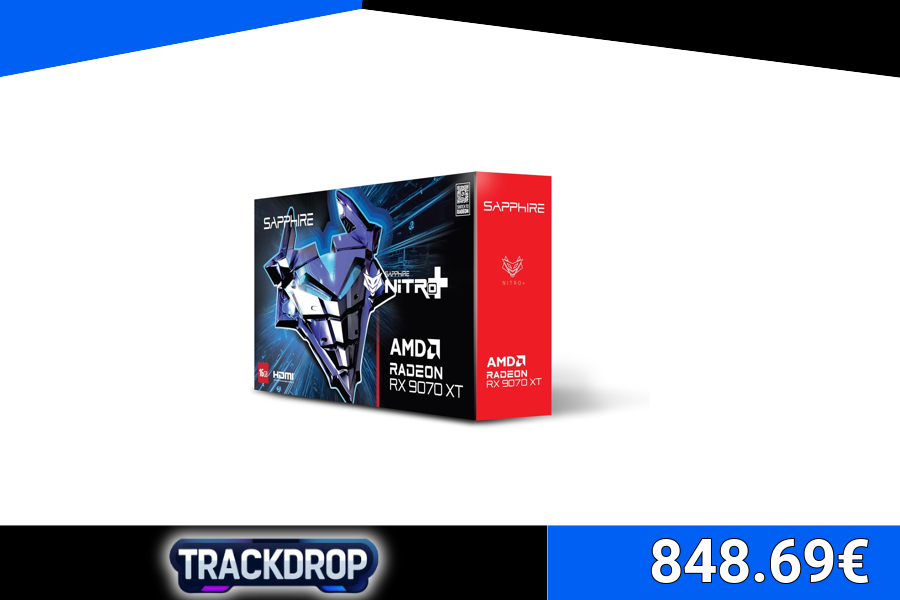 SAPPHIRE
SAPPHIRE
NITRO+
AMD
RADEON
RX 9070 XT
16GB
HDMI
SAPPHIRE
NITRO+
AMD
RADEON
RX 9070 XT
TRACKDROP
848.69€